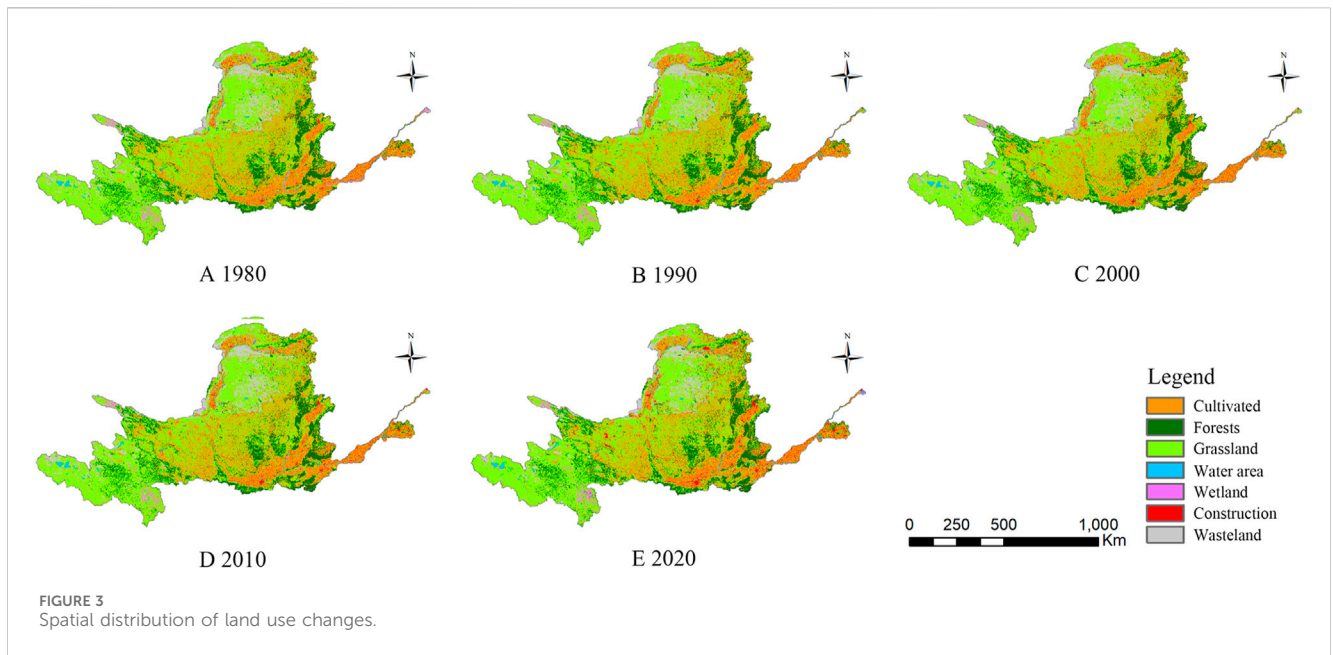 N
N
N
A 1980
B 1990
C 2000
N
N
Legend
Cultivated
Forests
Grassland
Water area
Wetland
Construction
Wasteland
0 250 500 1,000
Km
D 2010
E 2020
FIGURE 3
Spatial distribution of land use changes.